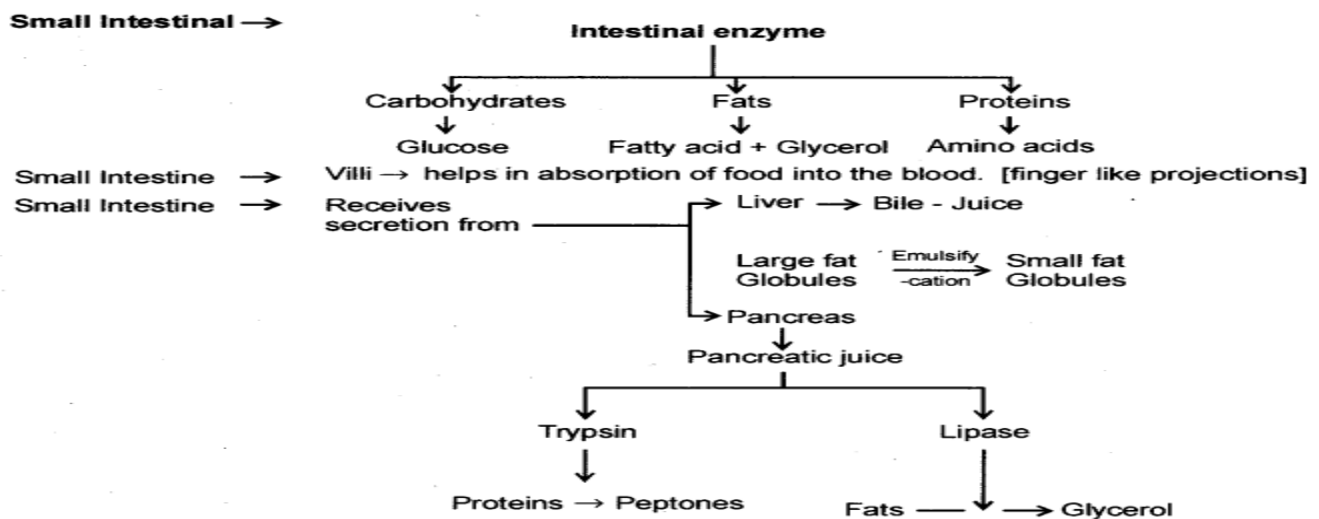 Small Intestinal →
Intestinal enzyme
Carbohydrates Fats Proteins
Glucose Fatty acid + Glycerol Amino acids
Small Intestine → Villi → helps in absorption of food into the blood. [finger like projections]
Small Intestine → Receives → Liver → Bile - Juice
secretion from
Large fat Emulsify Small fat
Globules -cation Globules
Pancreas
Pancreatic juice
Trypsin Lipase
Proteins → Peptones Fats → Glycerol